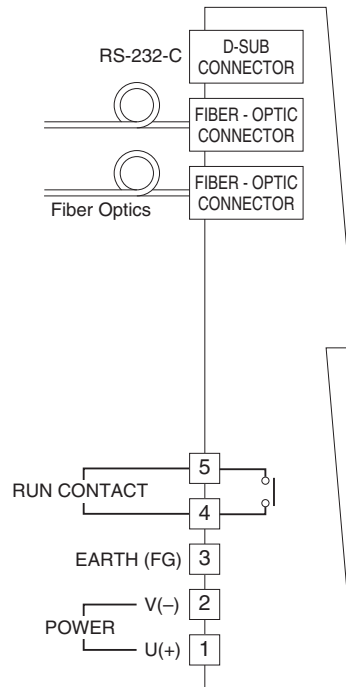 RS-232-C
D-SUB
CONNECTOR
FIBER - OPTIC
CONNECTOR
FIBER - OPTIC
CONNECTOR
Fiber Optics
5
RUN CONTACT
4
EARTH (FG) 3
V(–) 2
POWER
U(+) 1